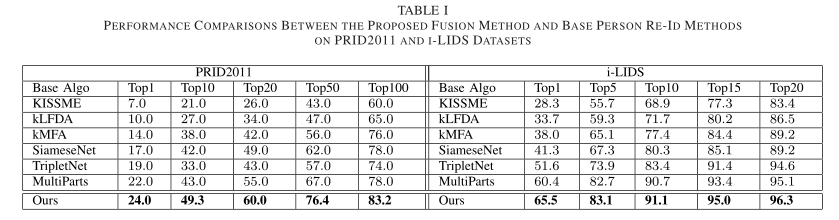 TABLE I
PERFORMANCE COMPARISONS BETWEEN THE PROPOSED FUSION METHOD AND BASE PERSON RE-ID METHODS
ON PRID2011 AND I-LIDS DATASETS
PRID2011 i-LIDS
Base Algo Top1 Top10 Top20 Top50 Top100 Base Algo Top1 Top5 Top10 Top15 Top20
KISSME 7.0 21.0 26.0 43.0 60.0 KISSME 28.3 55.7 68.9 77.3 83.4
kLFDA 10.0 27.0 34.0 47.0 65.0 kLFDA 33.7 59.3 71.7 80.2 86.5
kMFA 14.0 38.0 42.0 56.0 76.0 kMFA 38.0 65.1 77.4 84.4 89.2
SiameseNet 17.0 42.0 49.0 62.0 78.0 SiameseNet 41.3 67.3 80.3 85.1 89.2
TripletNet 19.0 33.0 43.0 57.0 74.0 TripletNet 51.6 73.9 83.4 91.4 94.6
MultiParts 22.0 43.0 55.0 67.0 78.0 MultiParts 60.4 82.7 90.7 93.4 95.1
Ours 24.0 49.3 60.0 76.4 83.2 Ours 65.5 83.1 91.1 95.0 96.3